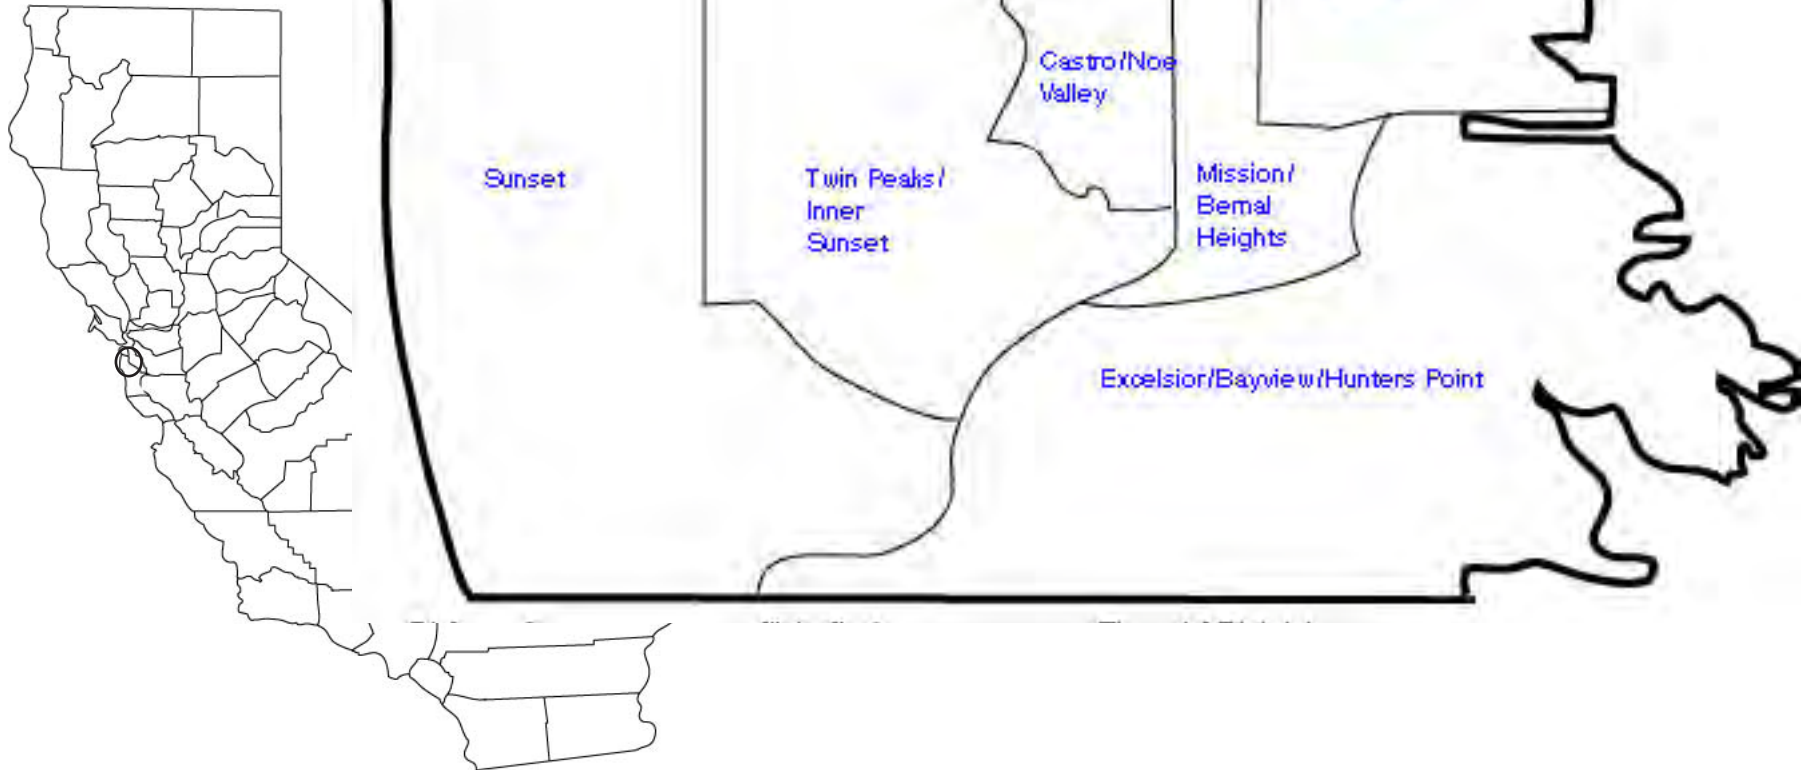 Castro/Noe
Valley
Sunset
Twin Peaks/
Inner
Sunset
Mission/
Bernal
Heights
Excelsior/Bayview/Hunters Point